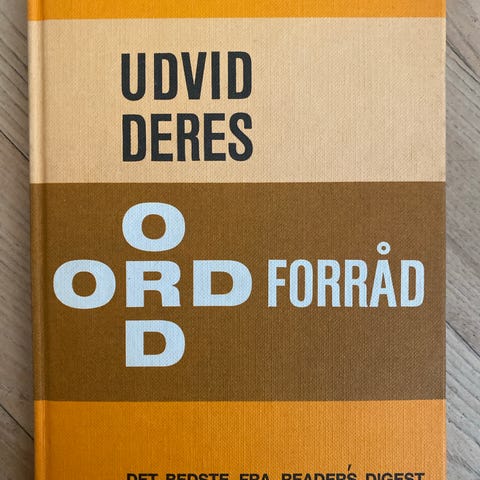 UDVID
DERES
O
ORD FORRÅD
D
DET BEDSTE FRA READER'S DIGEST